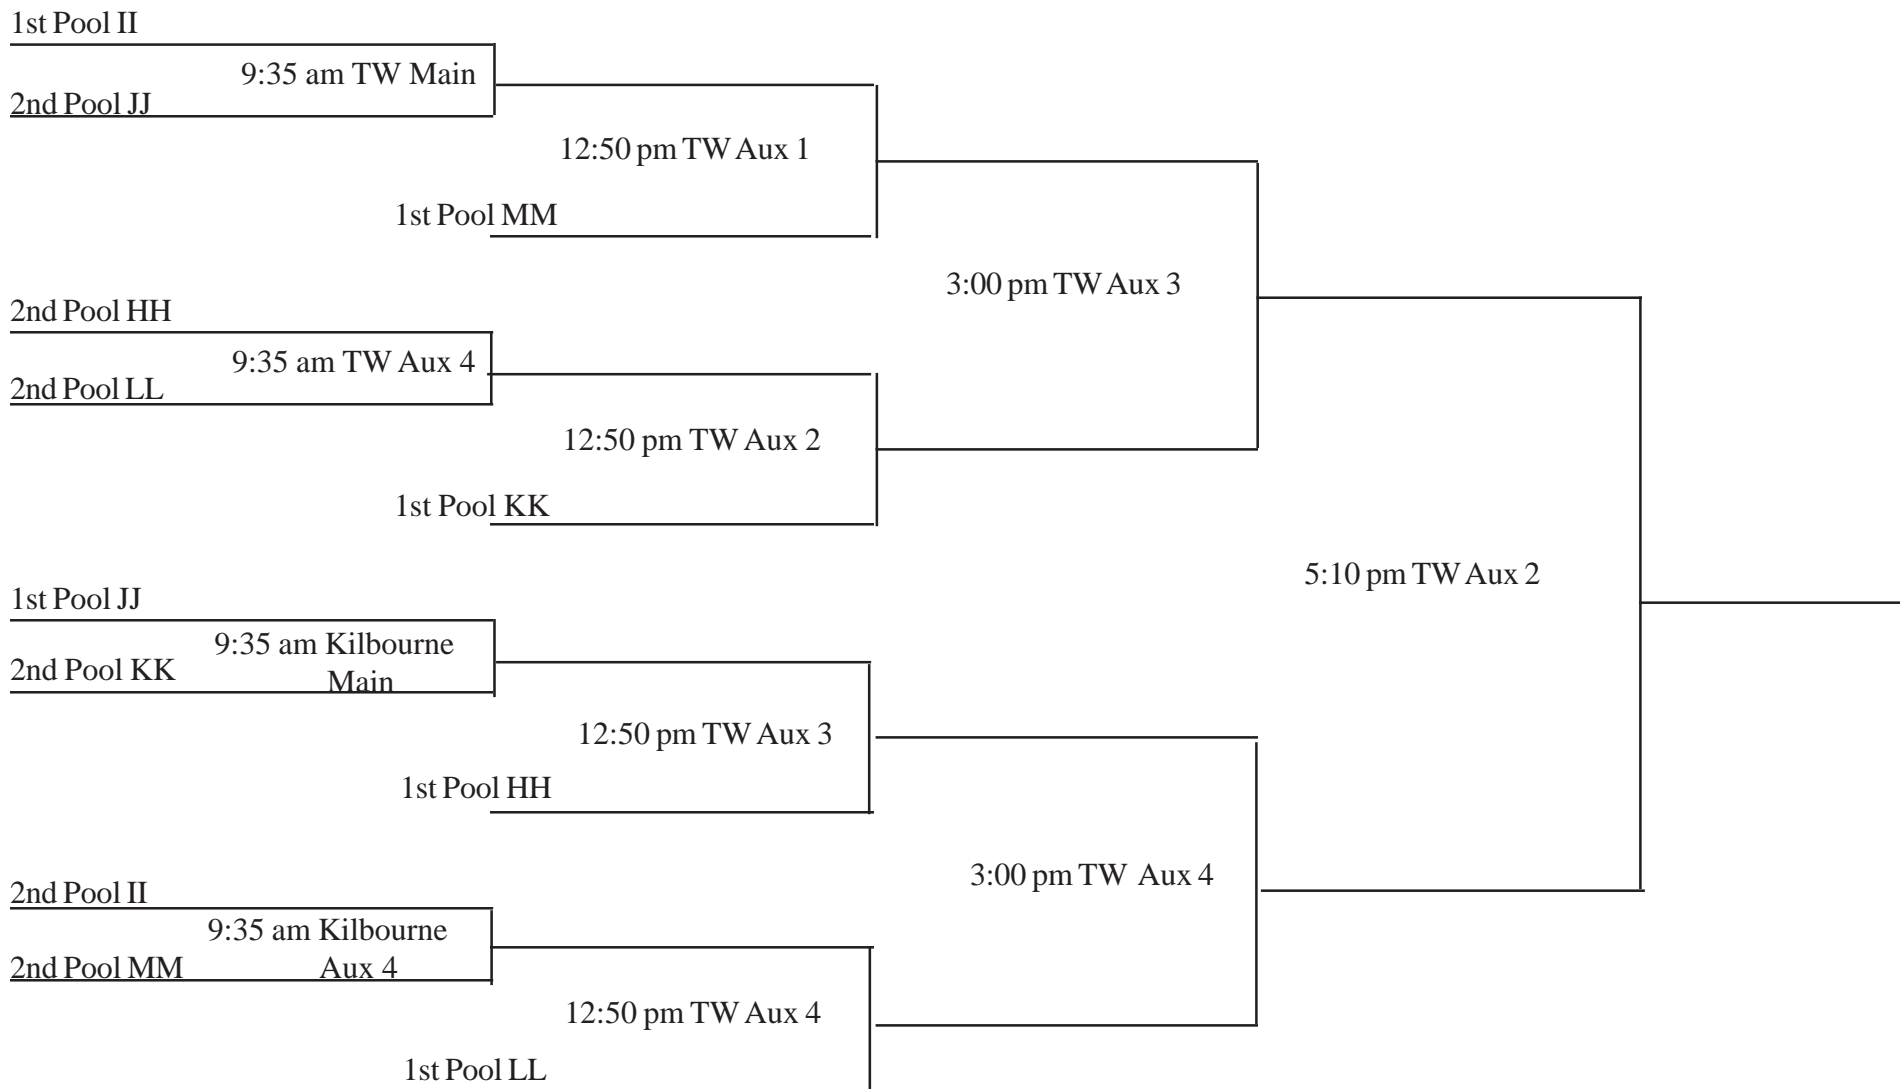 1st Pool II
9:35 am TW Main
2nd Pool JJ
12:50 pm TW Aux 1
1st Pool MM
3:00 pm TW Aux 3
2nd Pool HH
9:35 am TW Aux 4
2nd Pool LL
12:50 pm TW Aux 2
1st Pool KK
5:10 pm TW Aux 2
1st Pool JJ
9:35 am Kilbourne
Main
2nd Pool KK
12:50 pm TW Aux 3
1st Pool HH
3:00 pm TW Aux 4
2nd Pool II
9:35 am Kilbourne
Aux 4
2nd Pool MM
12:50 pm TW Aux 4
1st Pool LL